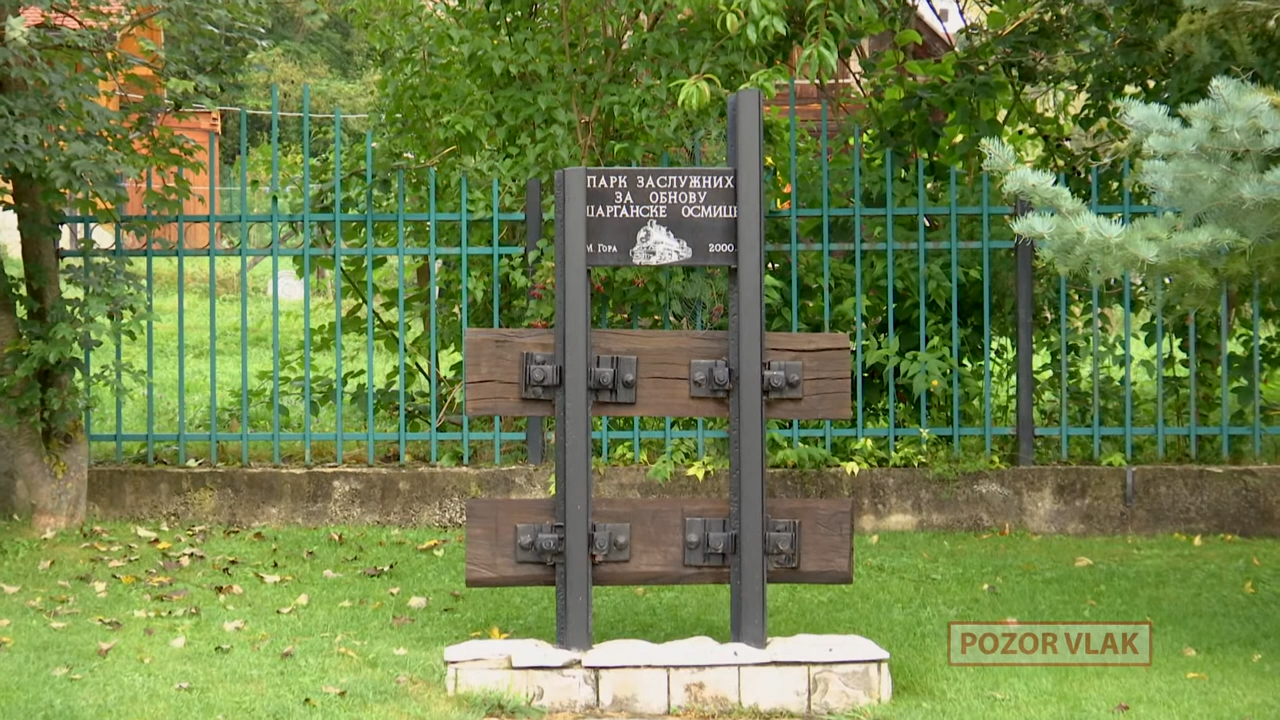 ПАРК ЗАСЛУЖНИХ
ЗА ОБНОВУ
ШАРГАНСКЕ ОСМИЦЕ
М. ГОРА 2000.
POZOR VLAK